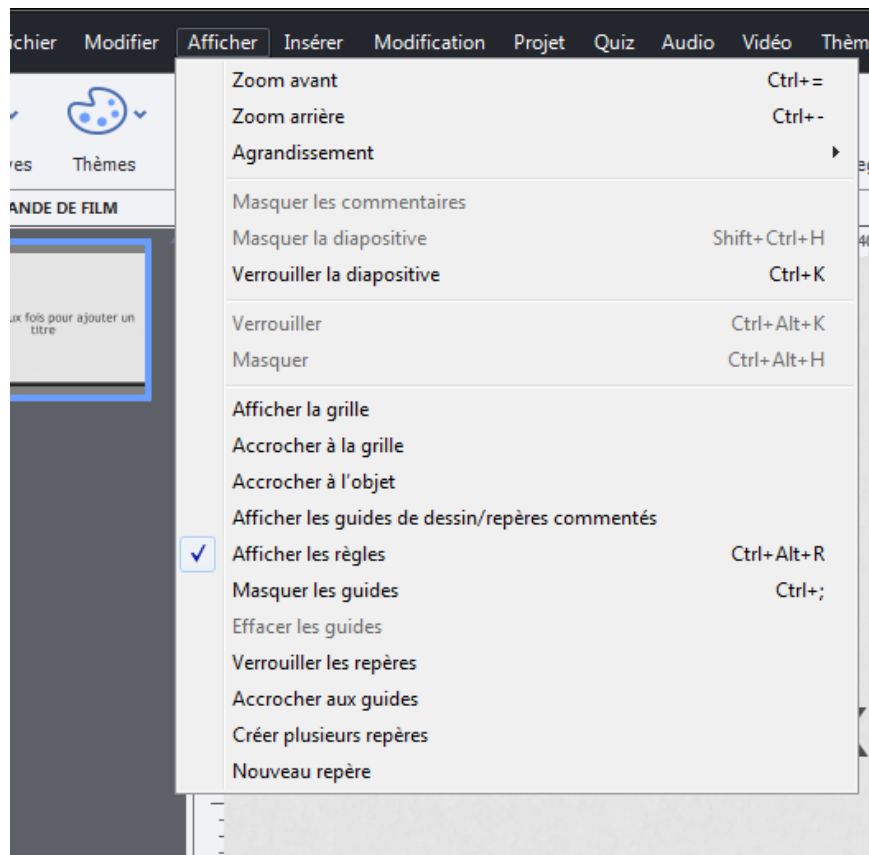 ichier Modifier Afficher Insérer Modification Projet Quiz Audio Vidéo Thèm
Zoom avant Ctrl+=
Zoom arrière Ctrl+-
Agrandissement
Thèmes
ANDE DE FILM
Masquer les commentaires
Masquer la diapositive Shift+Ctrl+H
Verrouiller la diapositive Ctrl+K
ux fois pour ajouter un
titre
Verrouiller Ctrl+Alt+K
Masquer Ctrl+Alt+H
Afficher la grille
Accrocher à la grille
Accrocher à l'objet
Afficher les guides de dessin/repères commentés
Afficher les règles Ctrl+Alt+R
Masquer les guides Ctrl+;
Effacer les guides
Verrouiller les repères
Accrocher aux guides
Créer plusieurs repères
Nouveau repère